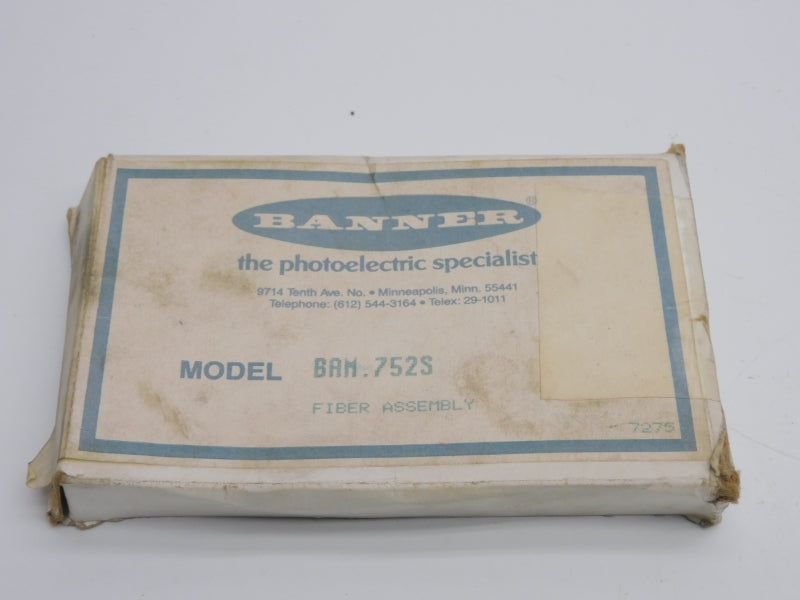 BANNER®
the photoelectric specialist
9714 Tenth Ave. No. • Minneapolis, Minn. 55441
Telephone: (612) 544-3164 • Telex: 29-1011
MODEL BAM.752S
FIBER ASSEMBLY
7275